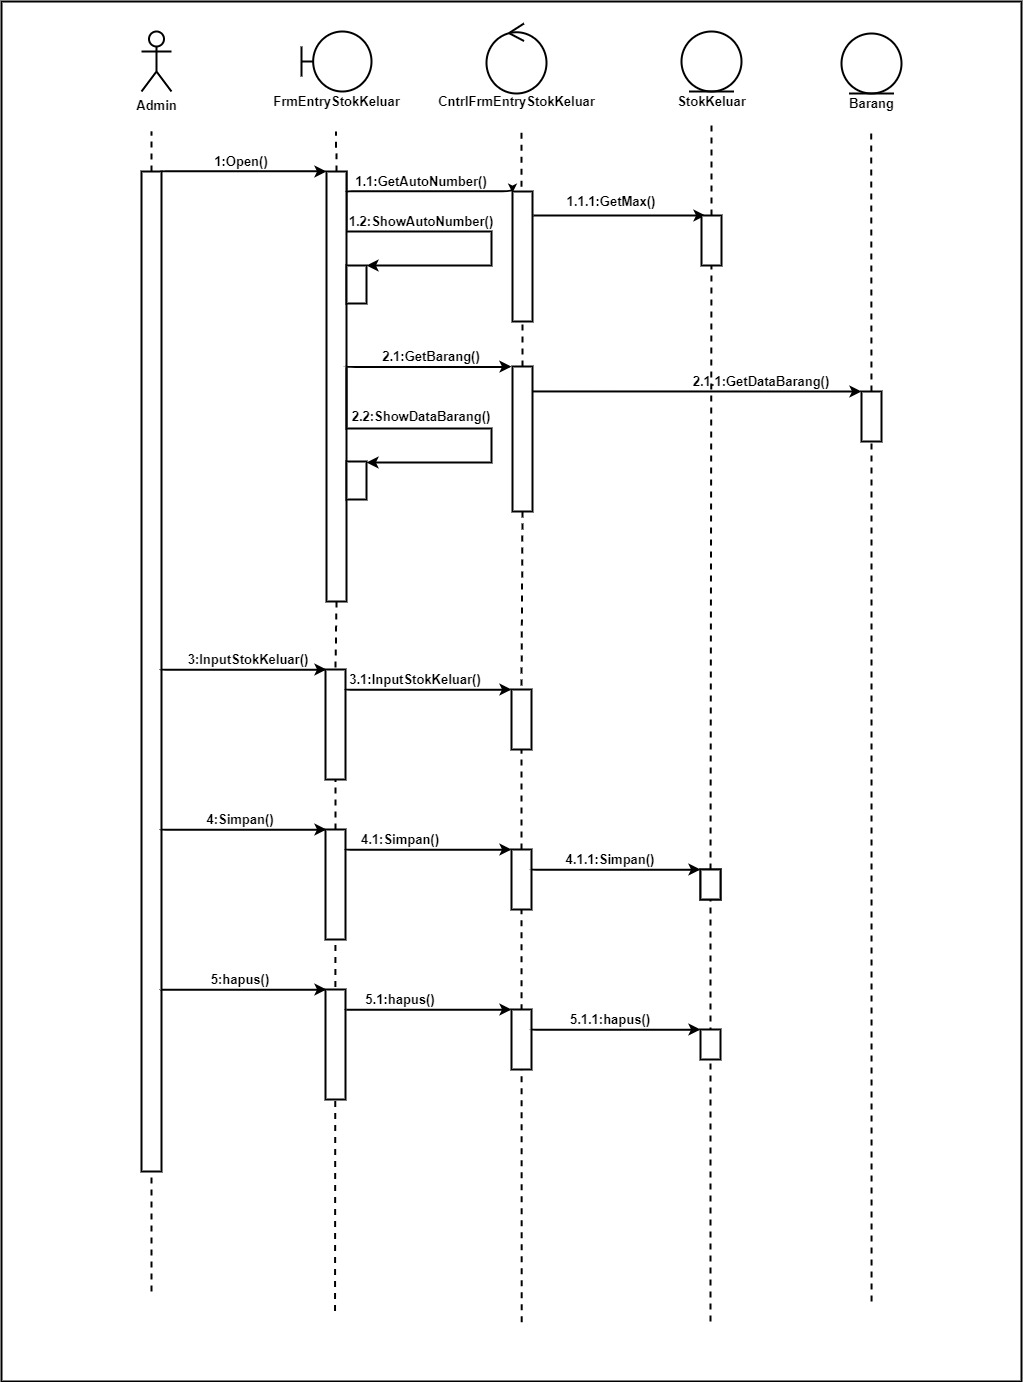 Admin
FrmEntryStokKeluar
CntrlFrmEntryStokKeluar
StokKeluar
Barang
1:Open()
1.1:GetAutoNumber()
1.1.1:GetMax()
1.2:ShowAutoNumber()
2.1:GetBarang()
2.1.1:GetDataBarang()
2.2:ShowDataBarang()
3:InputStokKeluar()
3.1:InputStokKeluar()
4:Simpan()
4.1:Simpan()
4.1.1:Simpan()
5:hapus()
5.1:hapus()
5.1.1:hapus()